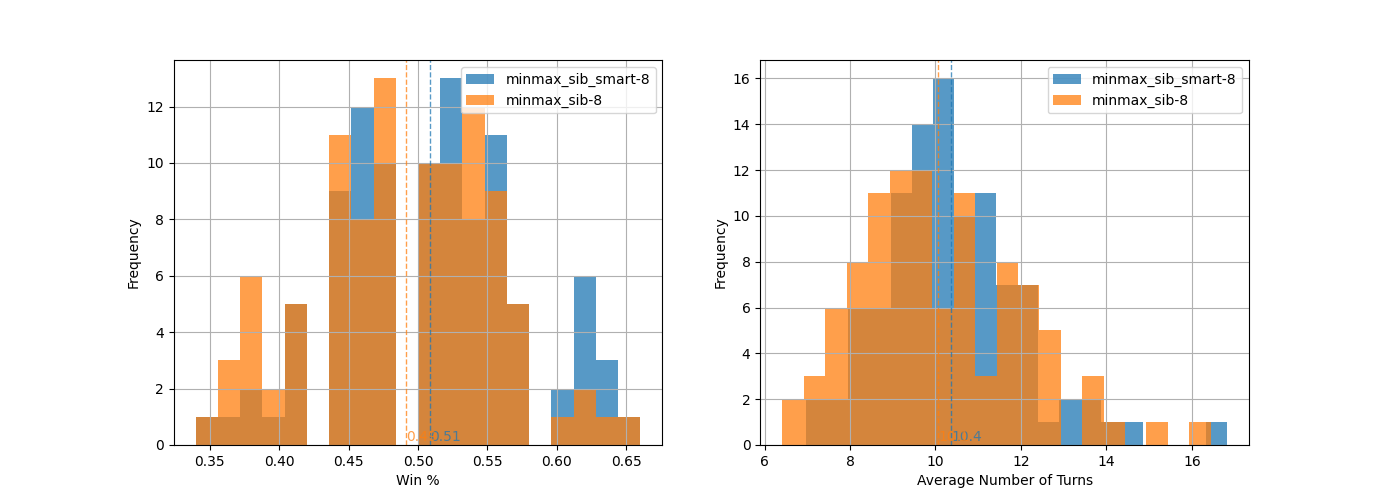 minmax_sib_smart-8
minmax_sib-8
12
10
8
6
4
2
0
Frequency
0.51
0.35 0.40 0.45 0.50 0.55 0.60 0.65
Win %
minmax_sib_smart-8
minmax_sib-8
16
14
12
10
8
6
4
2
0
Frequency
10.4
6 8 10 12 14 16
Average Number of Turns